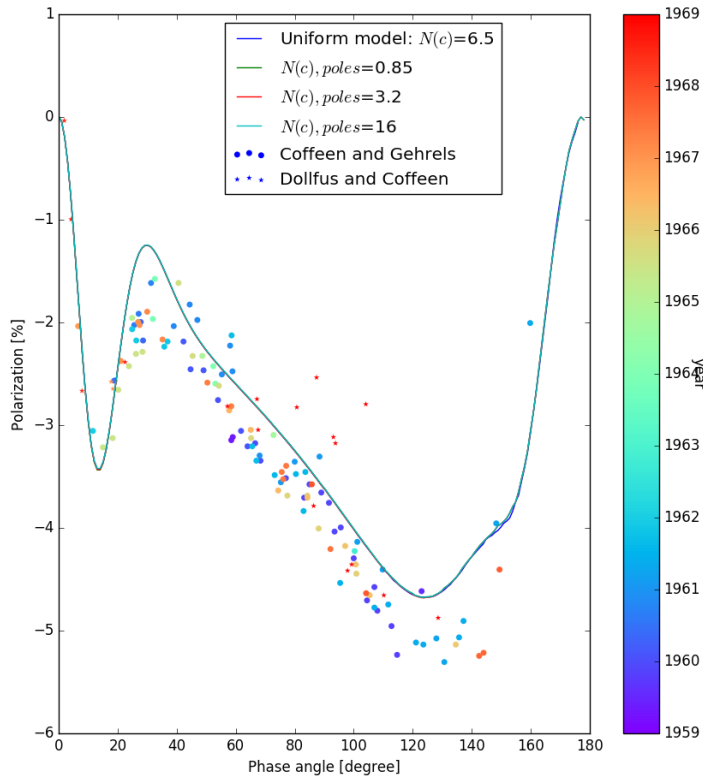 Uniform model: N(c)=6.5
N(c), poles=0.85
N(c), poles=3.2
N(c), poles=16
Coffeen and Gehrels
Dollfus and Coffeen
1
0
−1
−2
−3
−4
−5
−6
Polarization [%]
0 20 40 60 80 100 120 140 160 180
Phase angle [degree]
1969
1968
1967
1966
1965
1964
1963
1962
1961
1960
1959
year